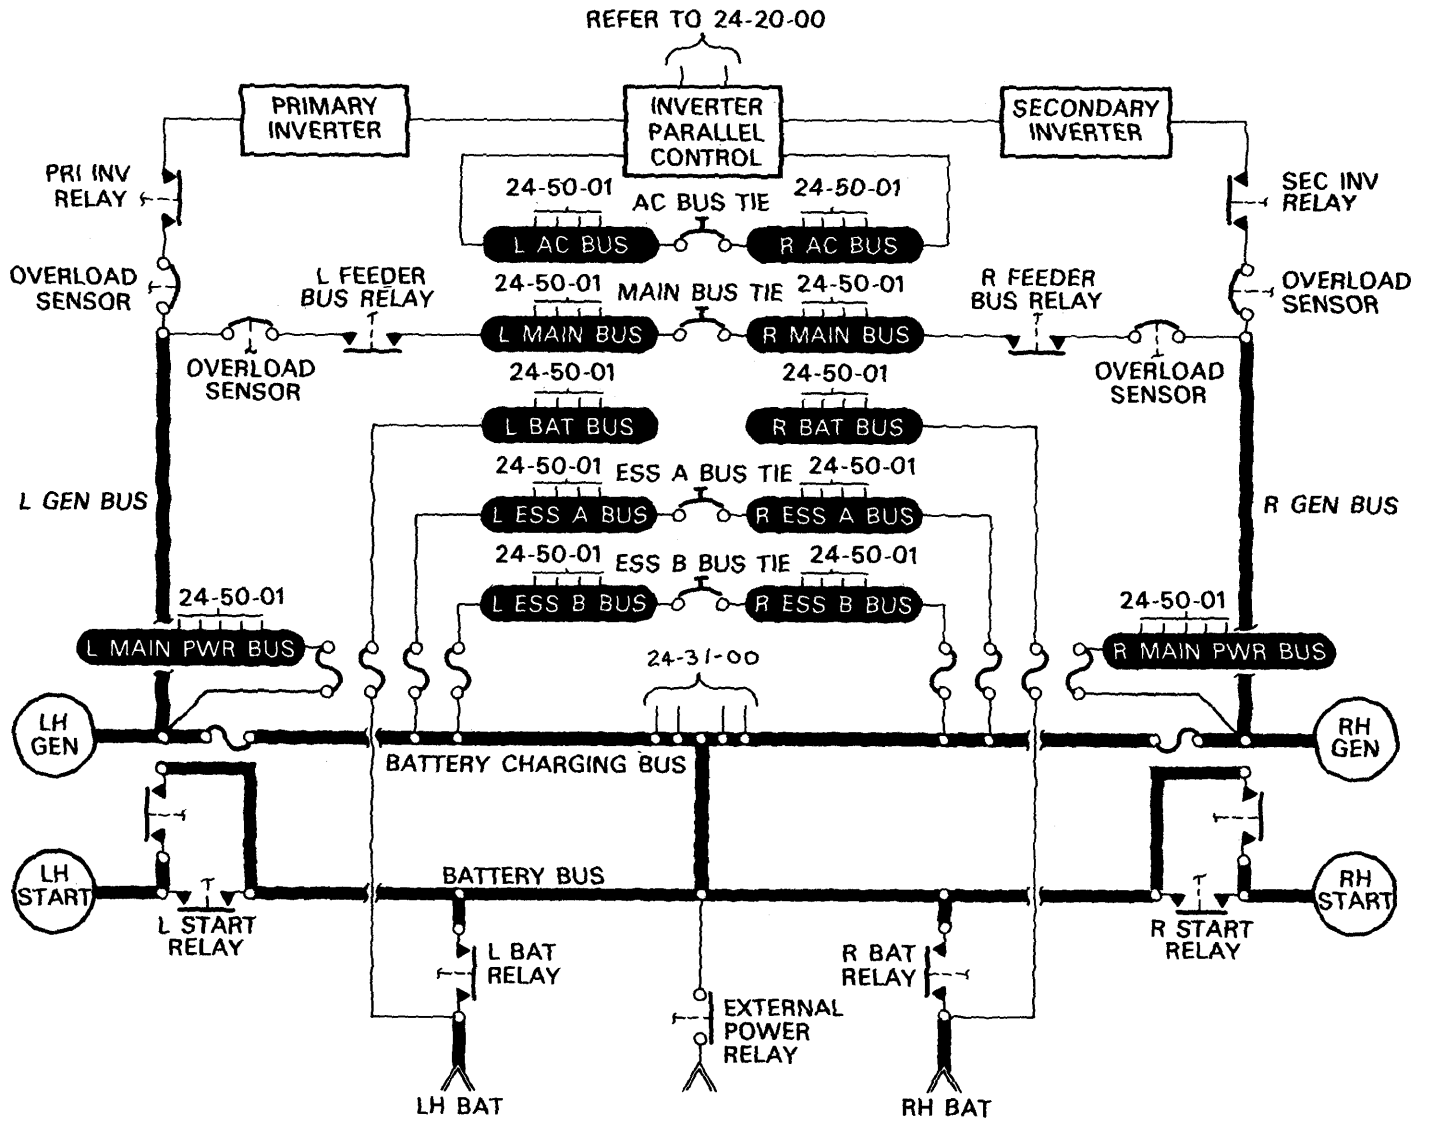 REFER TO 24-20-00
PRIMARY
INVERTER
INVERTER
PARALLEL
CONTROL
SECONDARY
INVERTER
PRI INV
RELAY
24-50-01
AC BUS TIE
24-50-01
SEC INV
RELAY
L AC BUS
R AC BUS
OVERLOAD
SENSOR
L FEEDER
BUS RELAY
24-50-01
MAIN BUS TIE
24-50-01
R FEEDER
BUS RELAY
OVERLOAD
SENSOR
L MAIN BUS
R MAIN BUS
OVERLOAD
SENSOR
24-50-01
24-50-01
OVERLOAD
SENSOR
L BAT BUS
R BAT BUS
24-50-01
ESS A BUS TIE
24-50-01
L GEN BUS
L ESS A BUS
R ESS A BUS
R GEN BUS
24-50-01
ESS B BUS TIE
24-50-01
24-50-01
L ESS B BUS
R ESS B BUS
24-50-01
L MAIN PWR BUS
24-31-00
R MAIN PWR BUS
LH
GEN
RH
GEN
BATTERY CHARGING BUS
LH
START
BATTERY BUS
RH
START
L START
RELAY
R START
RELAY
L BAT
RELAY
R BAT
RELAY
EXTERNAL
POWER
RELAY
LH BAT
RH BAT